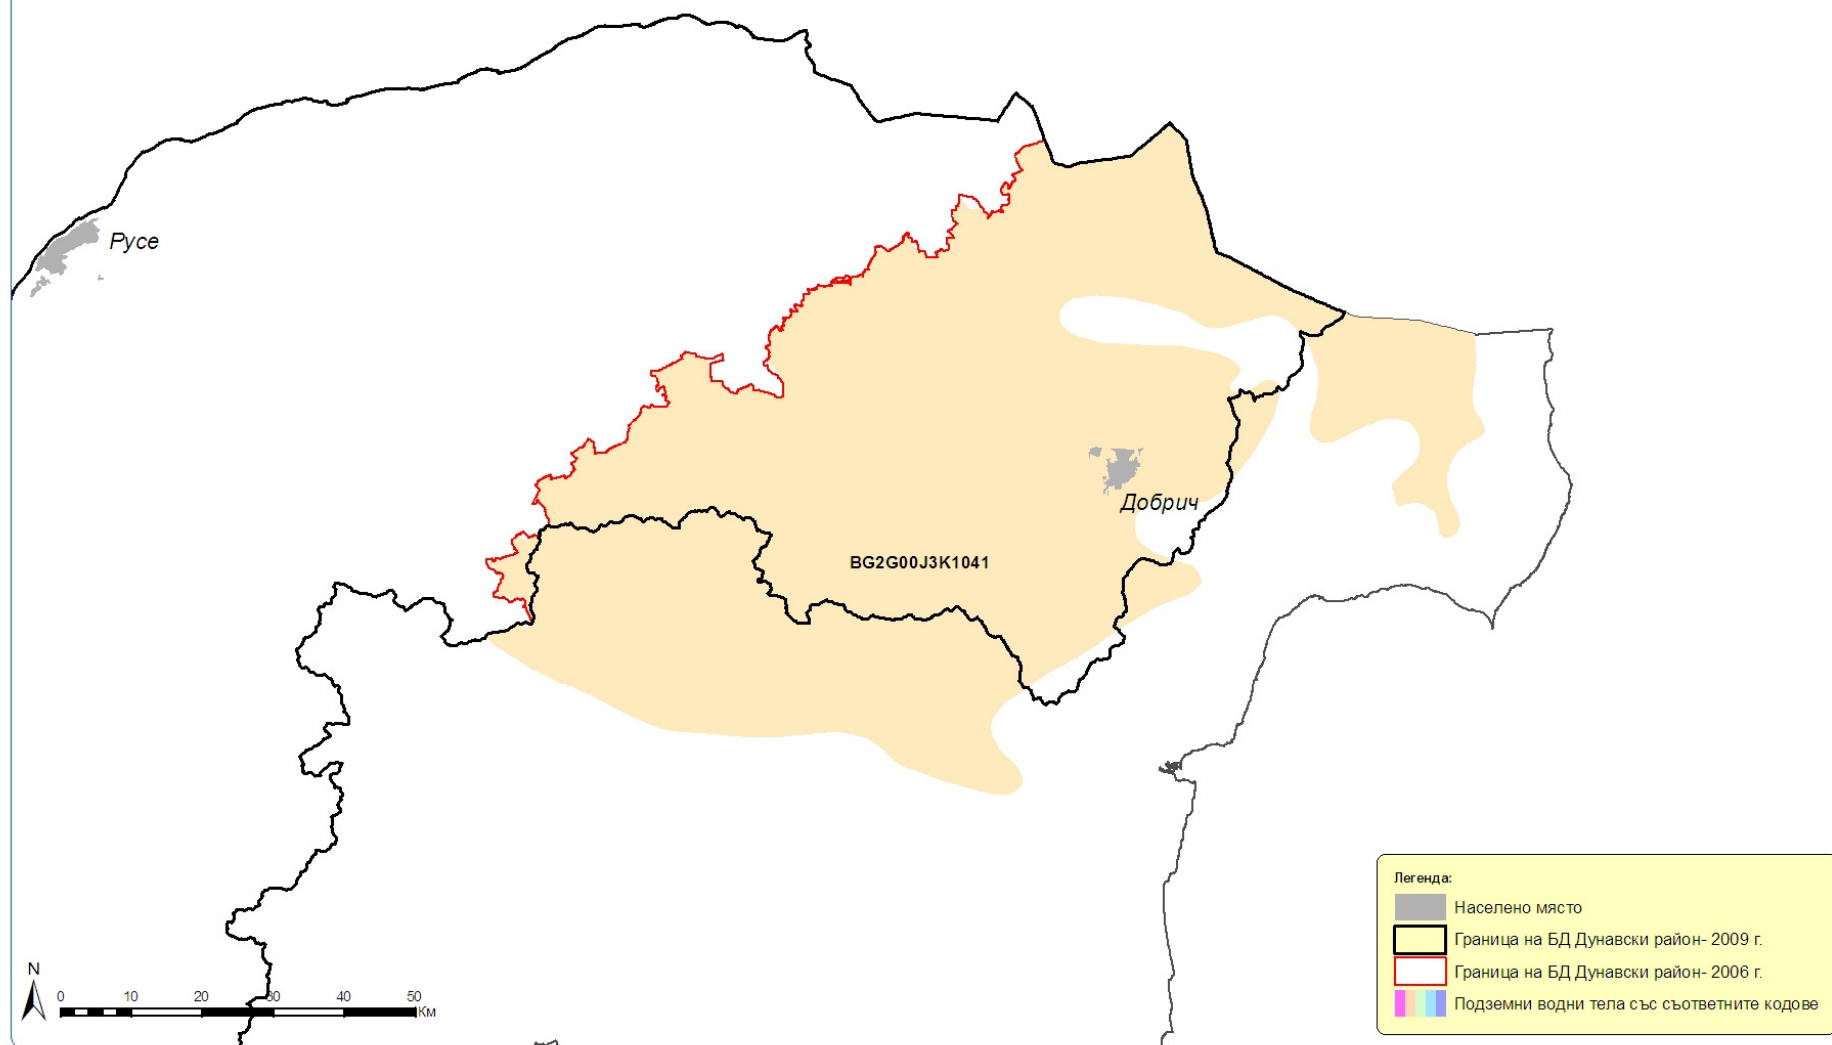 Русе
Добрич
BG2G00J3K1041
Легенда:
Населено място
Граница на БД Дунавски район- 2009 г.
Граница на БД Дунавски район- 2006 г.
Подземни водни тела със съответните кодове
N
0 10 20 30 40 50
Км